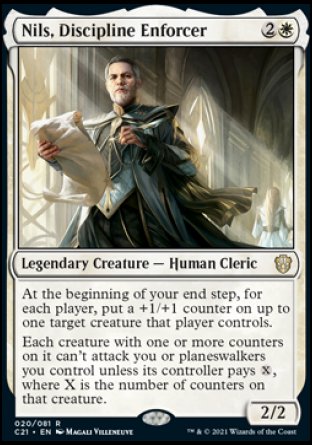 Nils, Discipline Enforcer 2
Legendary Creature — Human Cleric
At the beginning of your end step, for
each player, put a +1/+1 counter on up to
one target creature that player controls.
Each creature with one or more counters
on it can't attack you or planeswalkers
you control unless its controller pays X,
where X is the number of counters on
that creature.
2/2
020/081 R
C21 • EN Magali Villeneuve
™ & © 2021 Wizards of the Coast